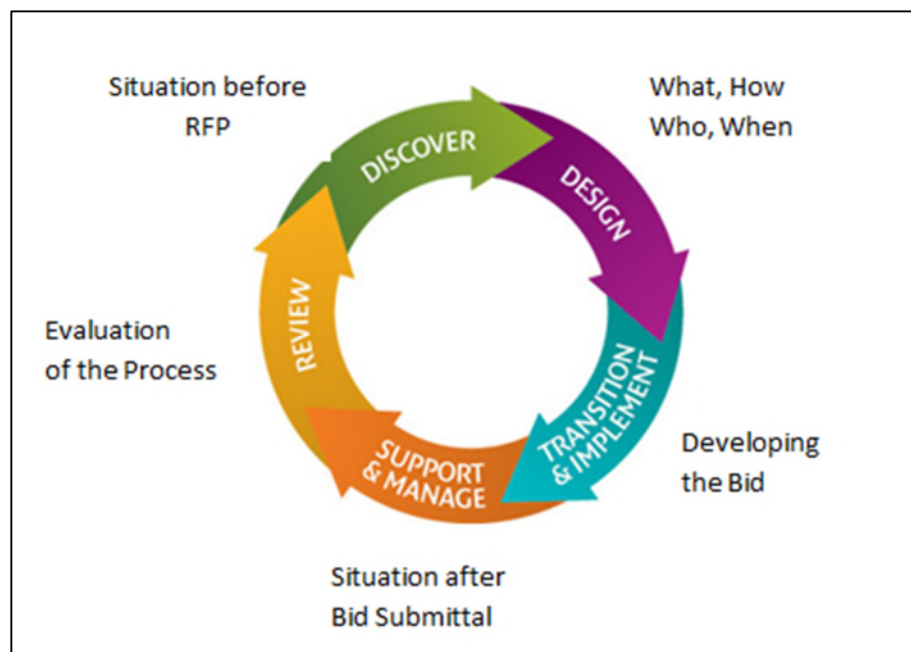 Situation before
RFP
What, How
Who, When
DISCOVER
DESIGN
TRANSITION
& IMPLEMENT
Developing
the Bid
SUPPORT
& MANAGE
Situation after
Bid Submittal
REVIEW
Evaluation
of the Process